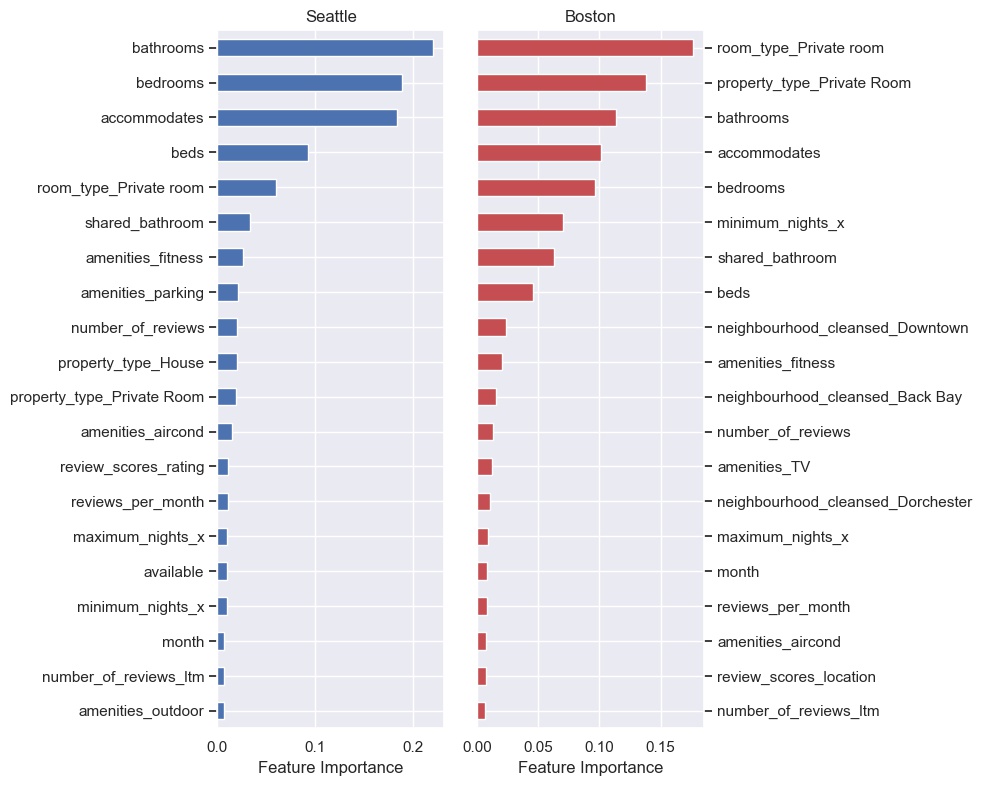 Seattle
bathrooms
bedrooms
accommodates
beds
room_type_Private room
shared_bathroom
amenities_fitness
amenities_parking
number_of_reviews
property_type_House
property_type_Private Room
amenities_aircond
review_scores_rating
reviews_per_month
maximum_nights_x
available
minimum_nights_x
month
number_of_reviews_ltm
amenities_outdoor
0.0 0.1 0.2
Feature Importance
Boston
room_type_Private room
property_type_Private Room
bathrooms
accommodates
bedrooms
minimum_nights_x
shared_bathroom
beds
neighbourhood_cleansed_Downtown
amenities_fitness
neighbourhood_cleansed_Back Bay
number_of_reviews
amenities_TV
neighbourhood_cleansed_Dorchester
maximum_nights_x
month
reviews_per_month
amenities_aircond
review_scores_location
number_of_reviews_ltm
0.00 0.05 0.10 0.15
Feature Importance